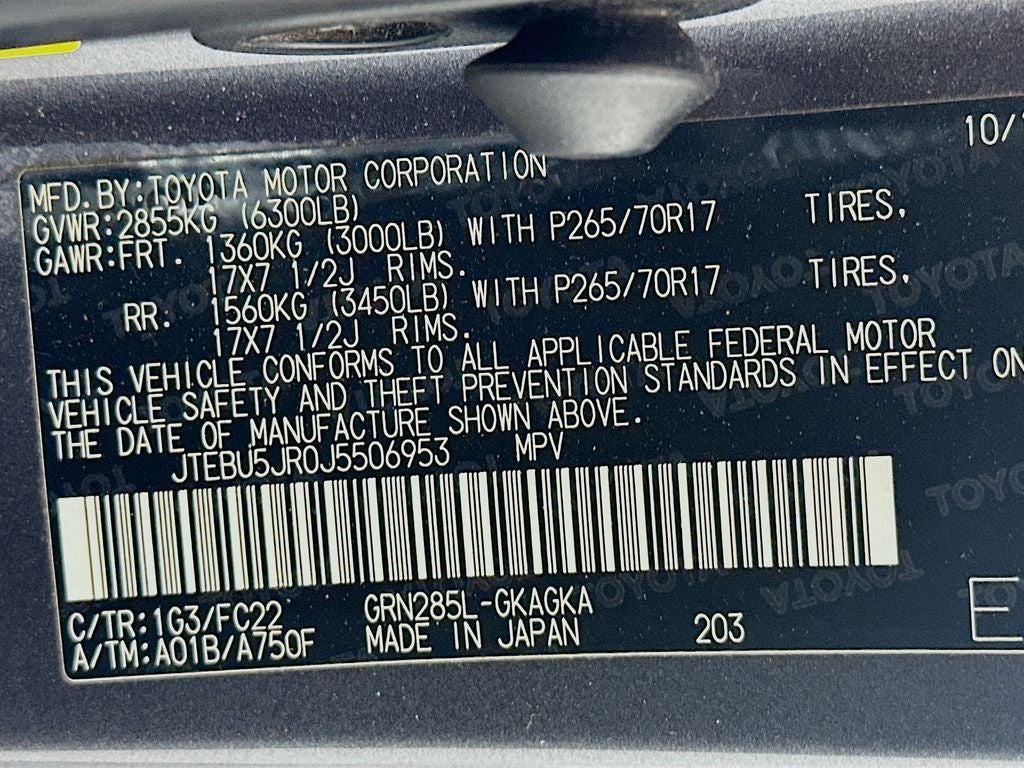 10/
MFD.BY:TOYOTA MOTOR CORPORATION
GVWR:2855KG (6300LB)
GAWR:FRT. 1360KG (3000LB) WITH P265/70R17 TIRES,
17X7 1/2J RIMS.
RR. 1560KG (3450LB) WITH P265/70R17 TIRES,
17X7 1/2J RIMS.
THIS VEHICLE CONFORMS TO ALL APPLICABLE FEDERAL MOTOR
VEHICLE SAFETY AND THEFT PREVENTION STANDARDS IN EFFECT ON
THE DATE OF MANUFACTURE SHOWN ABOVE.
JTEBU5JR0J5506953 MPV
C/TR:1G3/FC22 GRN285L-GKAGKA
A/TM:A01B/A750F MADE IN JAPAN 203
E